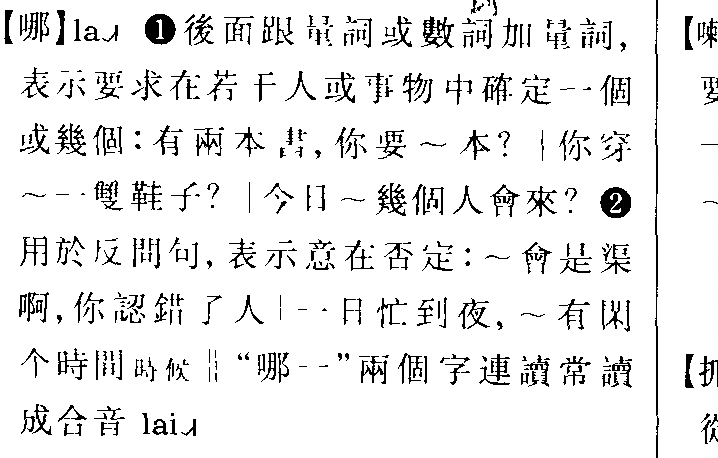 【哪】la˩ ❶後面跟量詞或數詞加量詞,
表示要求在若干人或事物中確定一個
或幾個：有兩本書,你要～本？｜你穿
～一雙鞋子？｜今日～幾個人會來？❷
用於反問句,表示意在否定：～會是渠
啊,你認錯了人｜一日忙到夜,～有閑
个時間時候‖“哪一”兩個字連讀常讀
成合音 lai˩